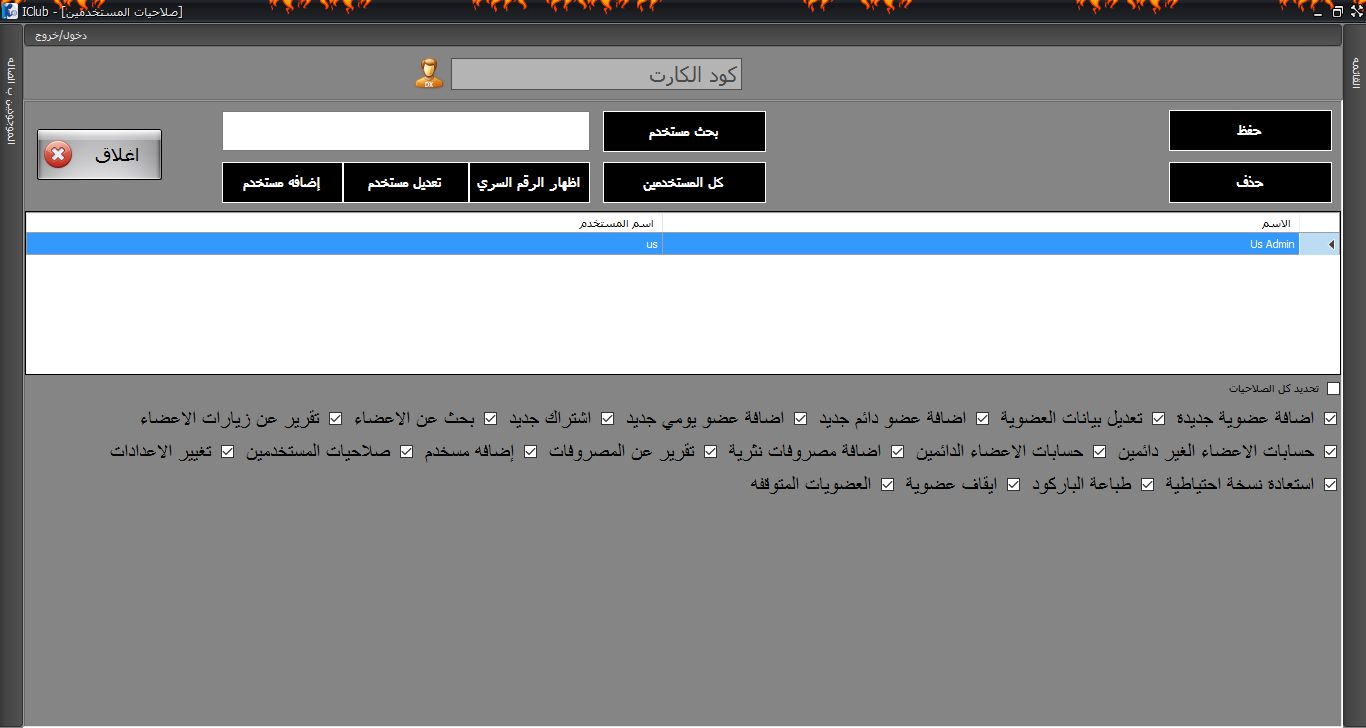 IClub - [صلاحيات المستخدمين]
دخول/خروج
القائمه
الموجودين ب الصاله
كود الكارت
حفظ
بحث مستخدم
اغلاق
حذف
كل المستخدمين
اظهار الرقم السري
تعديل مستخدم
إضافه مستخدم
الاسم اسم المستخدم
Us Admin us
تحديد كل الصلاحيات
اضافة عضوية جديدة تعديل بيانات العضوية اضافة عضو دائم جديد اضافة عضو يومي جديد اشتراك جديد بحث عن الاعضاء تقرير عن زيارات الاعضاء
حسابات الاعضاء الغير دائمين حسابات الاعضاء الدائمين اضافة مصروفات نثرية تقرير عن المصروفات إضافه مسخدم صلاحيات المستخدمين تغيير الاعدادات
استعادة نسخة احتياطية طباعة الباركود ايقاف عضوية العضويات المتوقفه